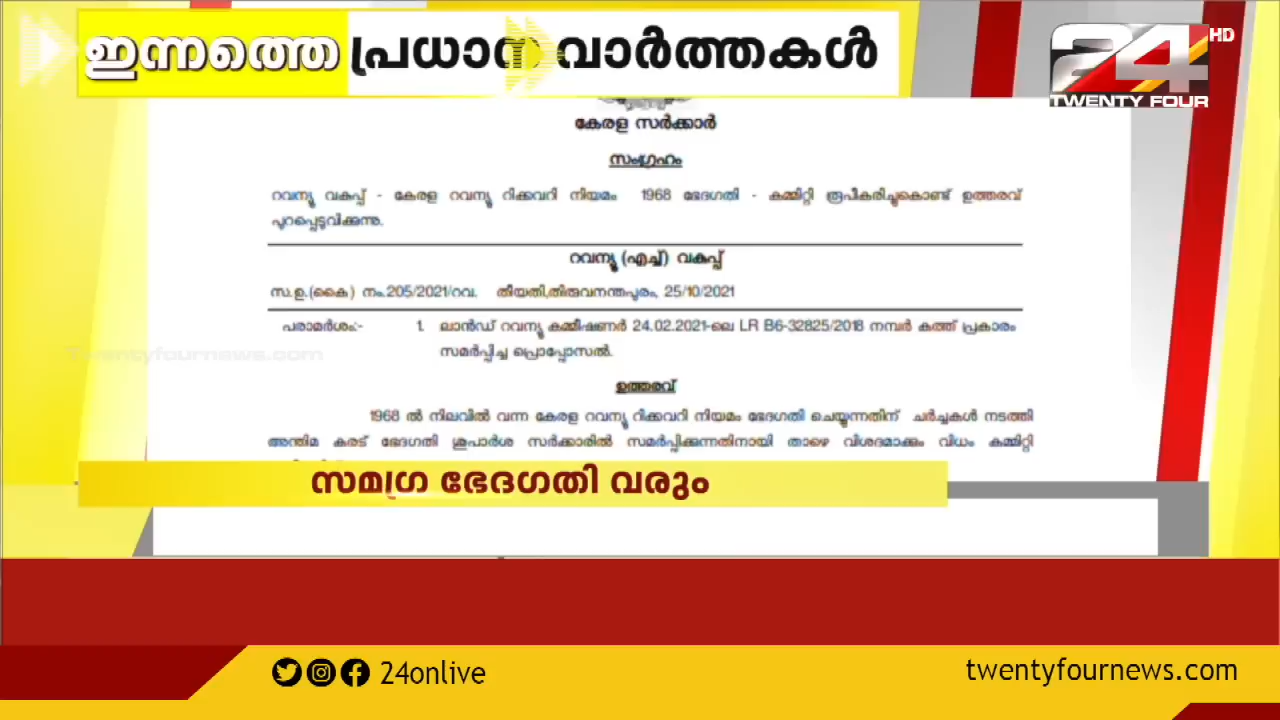 ഇന്നത്തെ പ്രധാന വാർത്തകൾ
24 HD
TWENTY FOUR
കേരള സർക്കാർ
സംഗ്രഹം
റവന്യൂ വകുപ്പ് - കേരള റവന്യൂ റിക്കവറി നിയമം 1968 ഭേദഗതി - കമ്മിറ്റി രൂപീകരിച്ചുകൊണ്ട് ഉത്തരവ്
പുറപ്പെടുവിക്കുന്നു.
റവന്യൂ (എച്ച്) വകുപ്പ്
സ.ഉ.(കൈ) നം.205/2021/റവ. തീയതി,തിരുവനന്തപുരം, 25/10/2021
പരാമർശം:- 1. ലാൻഡ് റവന്യൂ കമ്മീഷണർ 24.02.2021-ലെ LR B6-32825/2018 നമ്പർ കത്ത് പ്രകാരം
സമർപ്പിച്ച പ്രൊപ്പോസൽ.
Twentyfournews.com
ഉത്തരവ്
1968 ൽ നിലവിൽ വന്ന കേരള റവന്യൂ റിക്കവറി നിയമം ഭേദഗതി ചെയ്യുന്നതിന് ചർച്ചകൾ നടത്തി
അന്തിമ കരട് ഭേദഗതി ശുപാർശ സർക്കാരിൽ സമർപ്പിക്കുന്നതിനായി താഴെ വിശദമാക്കും വിധം കമ്മിറ്റി
സമഗ്ര ഭേദഗതി വരും
24onlive
twentyfournews.com